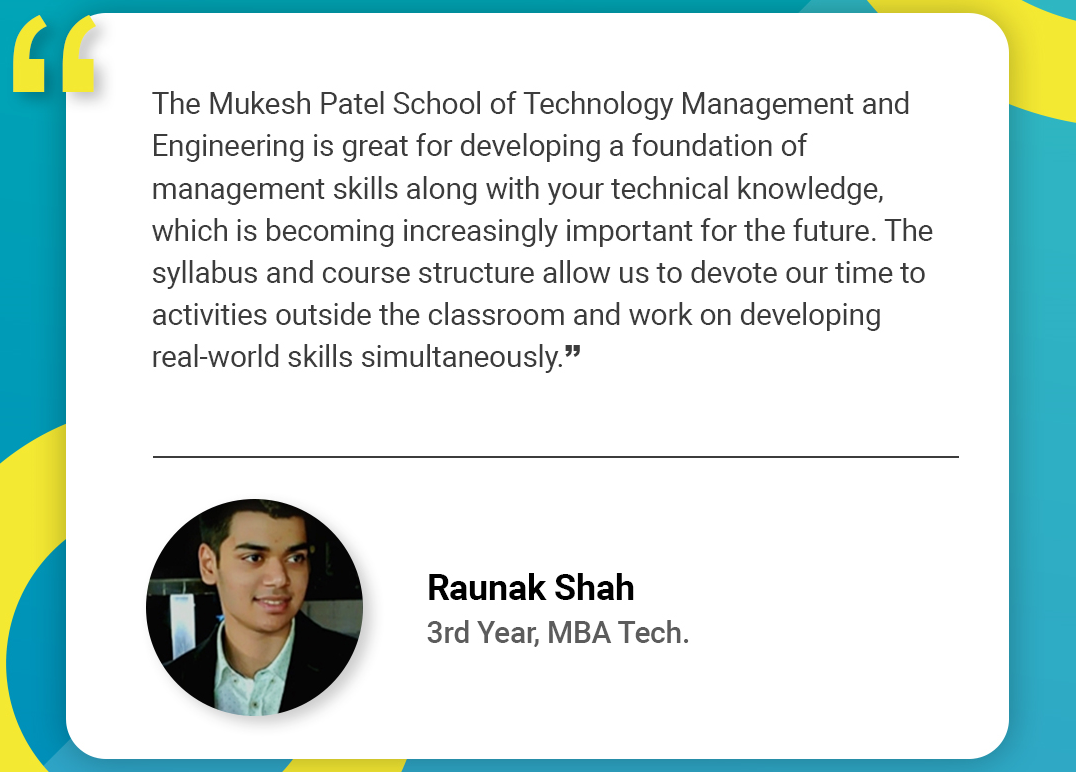 “
The Mukesh Patel School of Technology Management and
Engineering is great for developing a foundation of
management skills along with your technical knowledge,
which is becoming increasingly important for the future. The
syllabus and course structure allow us to devote our time to
activities outside the classroom and work on developing
real-world skills simultaneously.”
Raunak Shah
3rd Year, MBA Tech.